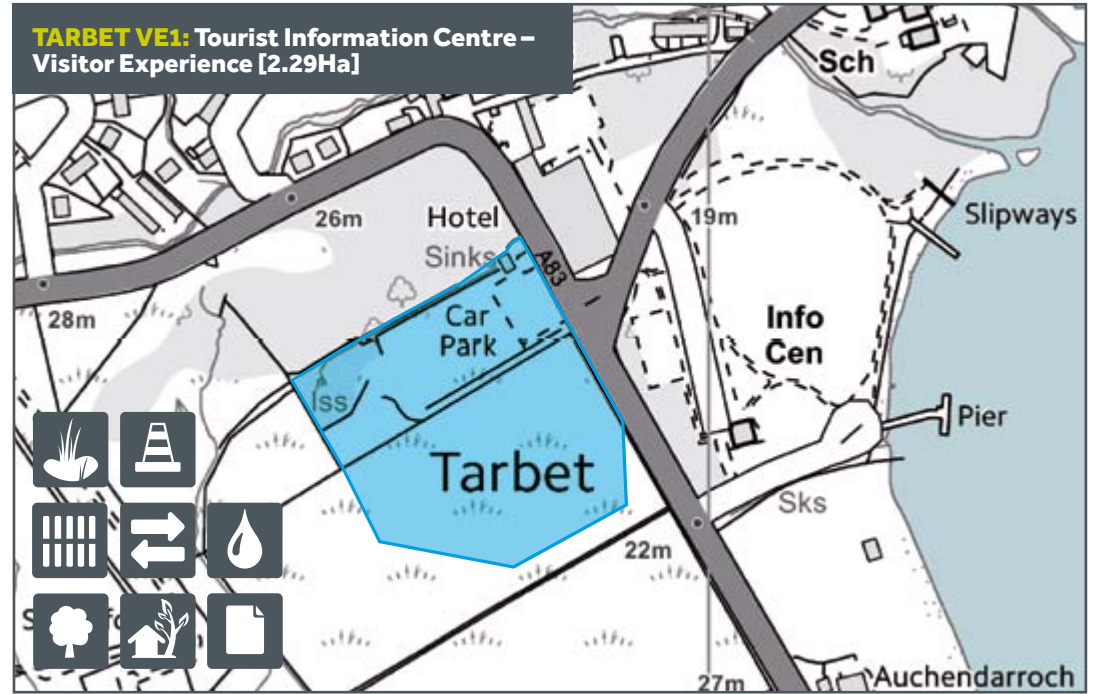 TARBET VE1: Tourist Information Centre –
Visitor Experience [2.29Ha]
Sch
26m
Hotel
Sinks
A83
19m
Slipways
28m
Car
Park
Info
Cen
Iss
Pier
Tarbet
Sks
22m
Auchendarroch
27m